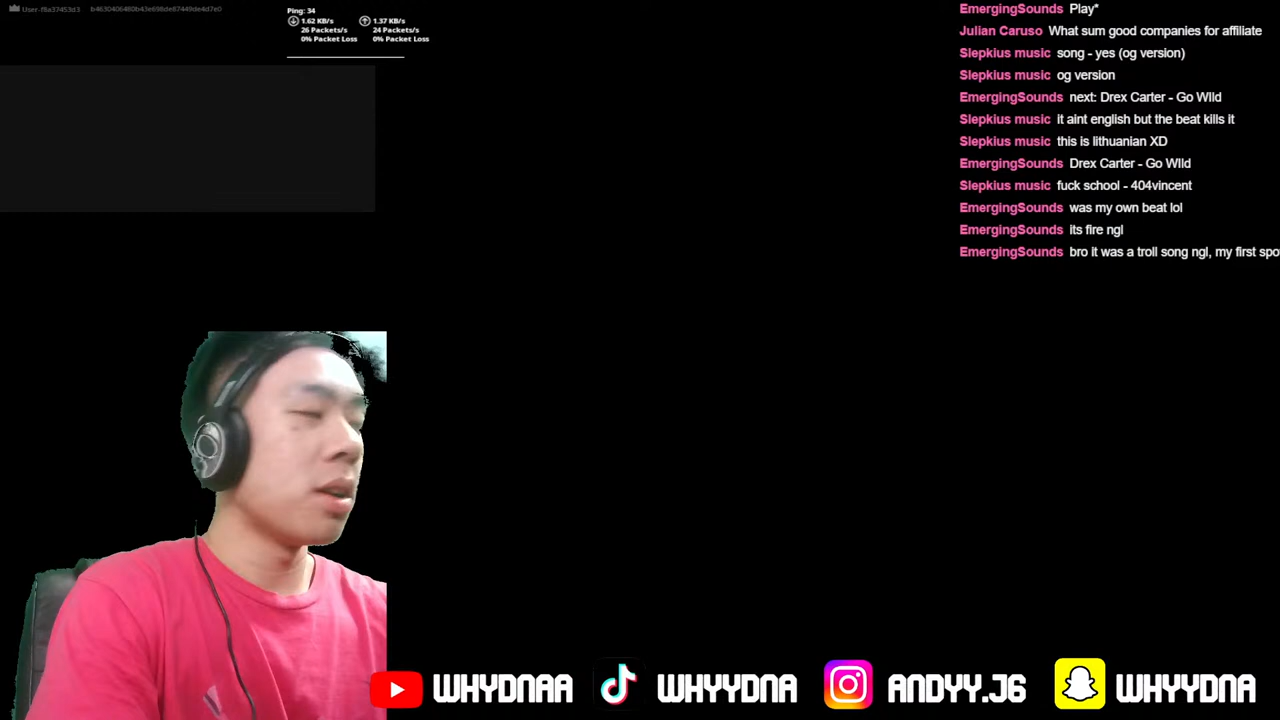 User-f8a37453d3 b4630406480b43e698de87449de4d7e0
Ping: 34
1.62 KB/s 1.37 KB/s
26 Packets/s 24 Packets/s
0% Packet Loss 0% Packet Loss
EmergingSounds Play*
Julian Caruso What sum good companies for affiliate
Slepkius music song - yes (og version)
Slepkius music og version
EmergingSounds next: Drex Carter - Go WIld
Slepkius music it aint english but the beat kills it
Slepkius music this is lithuanian XD
EmergingSounds Drex Carter - Go WIld
Slepkius music fuck school - 404vincent
EmergingSounds was my own beat lol
EmergingSounds its fire ngl
EmergingSounds bro it was a troll song ngl, my first spo
WHYDNAA WHYYDNA ANDYY.J6 WHYYDNA